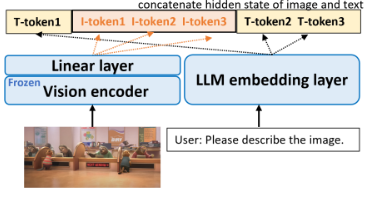 concatenate hidden state of image and text
T-token1 I-token1 I-token2 I-token3 T-token2 T-token3
Linear layer
Frozen
Vision encoder
LLM embedding layer
User: Please describe the image.